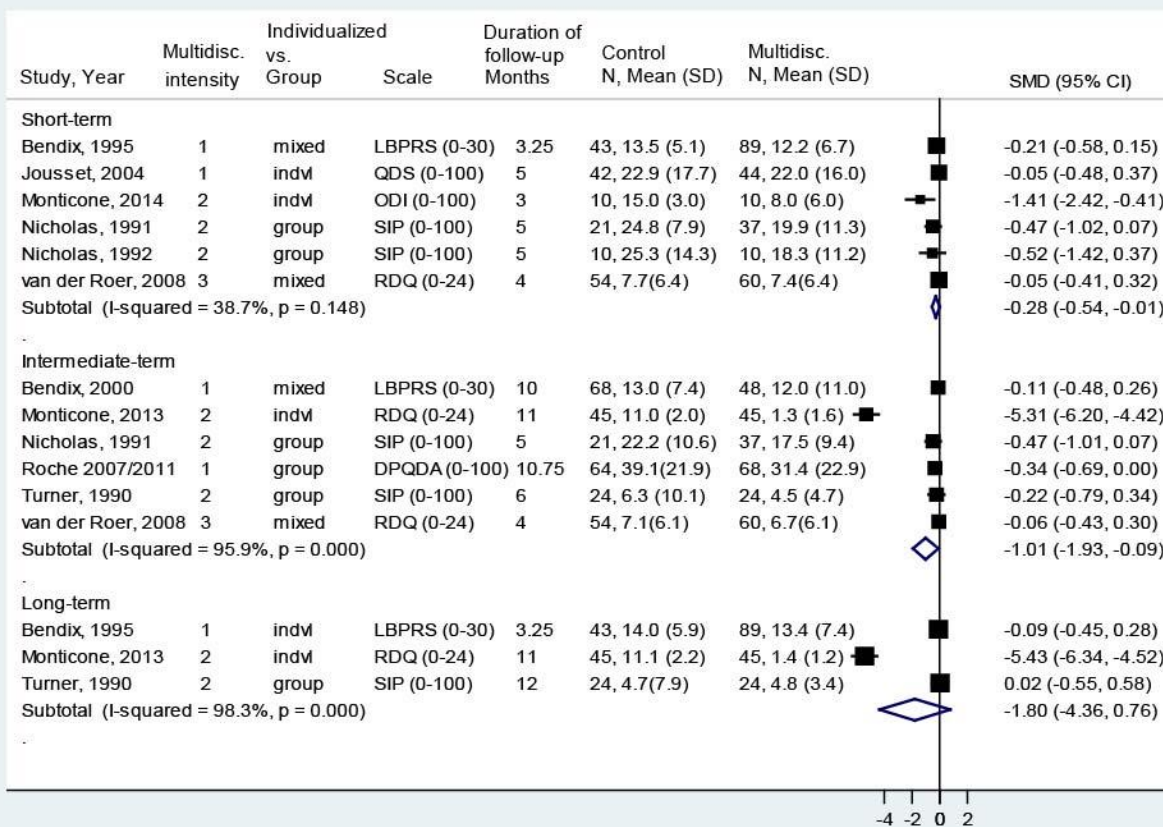 Study, Year Multidisc. intensity Individualized vs. Group Scale Duration of follow-up Months Control N, Mean (SD) Multidisc. N, Mean (SD) SMD (95% CI)
Short-term
Bendix, 1995 1 mixed LBPRS (0-30) 3.25 43, 13.5 (5.1) 89, 12.2 (6.7) -0.21 (-0.58, 0.15)
Jousset, 2004 1 indvl QDS (0-100) 5 42, 22.9 (17.7) 44, 22.0 (16.0) -0.05 (-0.48, 0.37)
Monticone, 2014 2 indvl ODI (0-100) 3 10, 15.0 (3.0) 10, 8.0 (6.0) -1.41 (-2.42, -0.41)
Nicholas, 1991 2 group SIP (0-100) 5 21, 24.8 (7.9) 37, 19.9 (11.3) -0.47 (-1.02, 0.07)
Nicholas, 1992 2 group SIP (0-100) 5 10, 25.3 (14.3) 10, 18.3 (11.2) -0.52 (-1.42, 0.37)
van der Roer, 2008 3 mixed RDQ (0-24) 4 54, 7.7(6.4) 60, 7.4(6.4) -0.05 (-0.41, 0.32)
Subtotal (I-squared = 38.7%, p = 0.148) -0.28 (-0.54, -0.01)
.
Intermediate-term
Bendix, 2000 1 mixed LBPRS (0-30) 10 68, 13.0 (7.4) 48, 12.0 (11.0) -0.11 (-0.48, 0.26)
Monticone, 2013 2 indvl RDQ (0-24) 11 45, 11.0 (2.0) 45, 1.3 (1.6) -5.31 (-6.20, -4.42)
Nicholas, 1991 2 group SIP (0-100) 5 21, 22.2 (10.6) 37, 17.5 (9.4) -0.47 (-1.01, 0.07)
Roche 2007/2011 1 group DPQDA (0-100) 10.75 64, 39.1(21.9) 68, 31.4 (22.9) -0.34 (-0.69, 0.00)
Turner, 1990 2 group SIP (0-100) 6 24, 6.3 (10.1) 24, 4.5 (4.7) -0.22 (-0.79, 0.34)
van der Roer, 2008 3 mixed RDQ (0-24) 4 54, 7.1(6.1) 60, 6.7(6.1) -0.06 (-0.43, 0.30)
Subtotal (I-squared = 95.9%, p = 0.000) -1.01 (-1.93, -0.09)
.
Long-term
Bendix, 1995 1 indvl LBPRS (0-30) 3.25 43, 14.0 (5.9) 89, 13.4 (7.4) -0.09 (-0.45, 0.28)
Monticone, 2013 2 indvl RDQ (0-24) 11 45, 11.1 (2.2) 45, 1.4 (1.2) -5.43 (-6.34, -4.52)
Turner, 1990 2 group SIP (0-100) 12 24, 4.7(7.9) 24, 4.8 (3.4) 0.02 (-0.55, 0.58)
Subtotal (I-squared = 98.3%, p = 0.000) -1.80 (-4.36, 0.76)
.
-4 -2 0 2